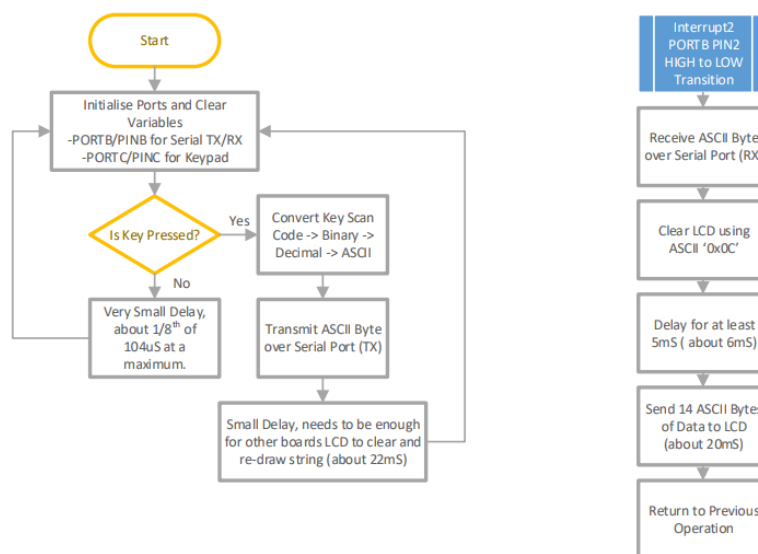 Start
Initialise Ports and Clear
Variables
-PORTB/PINB for Serial TX/RX
-PORTC/PINC for Keypad
Is Key Pressed?
Yes
No
Convert Key Scan
Code -> Binary ->
Decimal -> ASCII
Very Small Delay,
about 1/8th of
104uS at a
maximum.
Transmit ASCII Byte
over Serial Port (TX)
Small Delay, needs to be enough
for other boards LCD to clear and
re-draw string (about 22mS)
Interrupt2
PORTB PIN2
HIGH to LOW
Transition
Receive ASCII Byte
over Serial Port (RX
Clear LCD using
ASCII ‘0x0C’
Delay for at least
5mS ( about 6mS)
Send 14 ASCII Bytes
of Data to LCD
(about 20mS)
Return to Previous
Operation